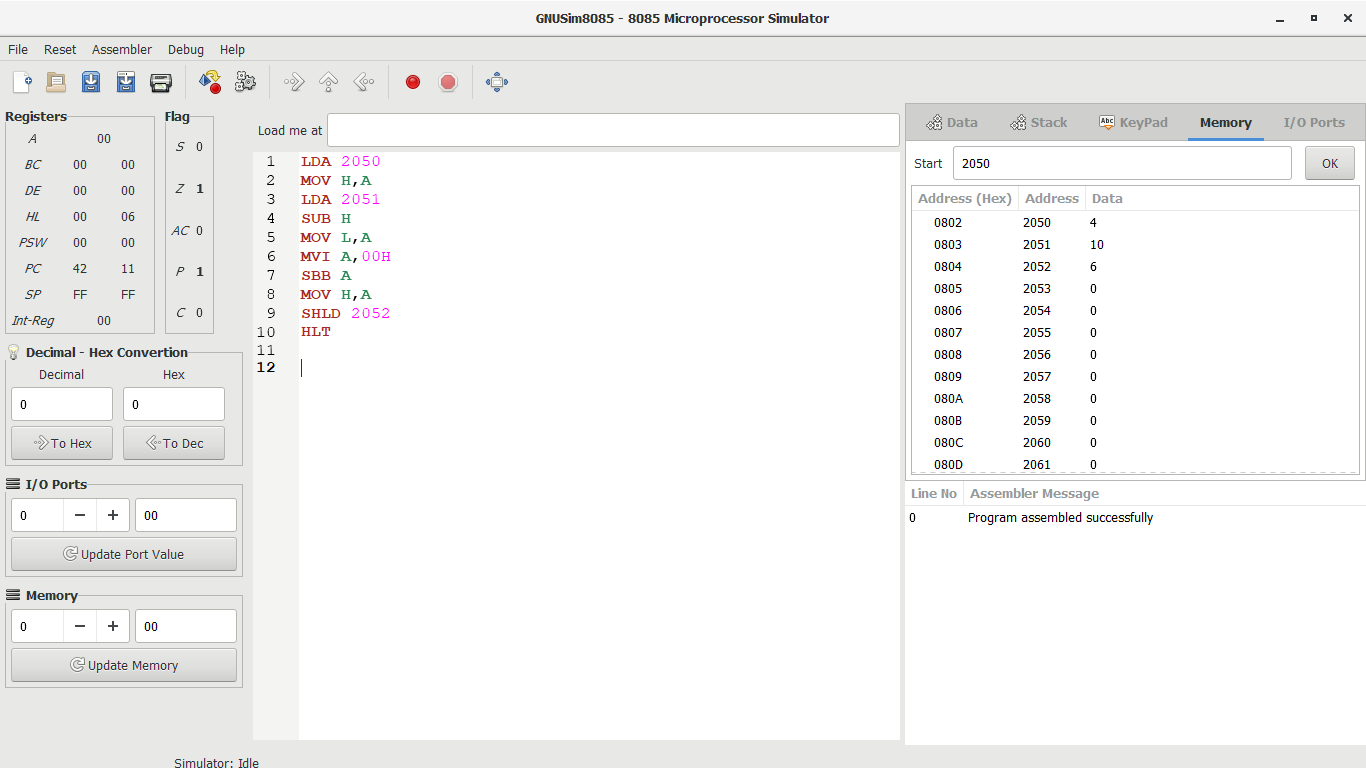 GNUSim8085 - 8085 Microprocessor Simulator
File Reset Assembler Debug Help
Registers
A 00
BC 00 00
DE 00 00
HL 00 06
PSW 00 00
PC 42 11
SP FF FF
Int-Reg 00
Flag
S 0
Z 1
AC 0
P 1
C 0
Decimal - Hex Convertion
Decimal Hex
0 0
To Hex To Dec
I/O Ports
0 00
Update Port Value
Memory
0 00
Update Memory
Load me at
1 LDA 2050
2 MOV H,A
3 LDA 2051
4 SUB H
5 MOV L,A
6 MVI A,00H
7 SBB A
8 MOV H,A
9 SHLD 2052
10 HLT
11
12
Data Stack Abc KeyPad Memory I/O Ports
Start 2050 OK
Address (Hex) Address Data
0802 2050 4
0803 2051 10
0804 2052 6
0805 2053 0
0806 2054 0
0807 2055 0
0808 2056 0
0809 2057 0
080A 2058 0
080B 2059 0
080C 2060 0
080D 2061 0
Line No Assembler Message
0 Program assembled successfully
Simulator: Idle